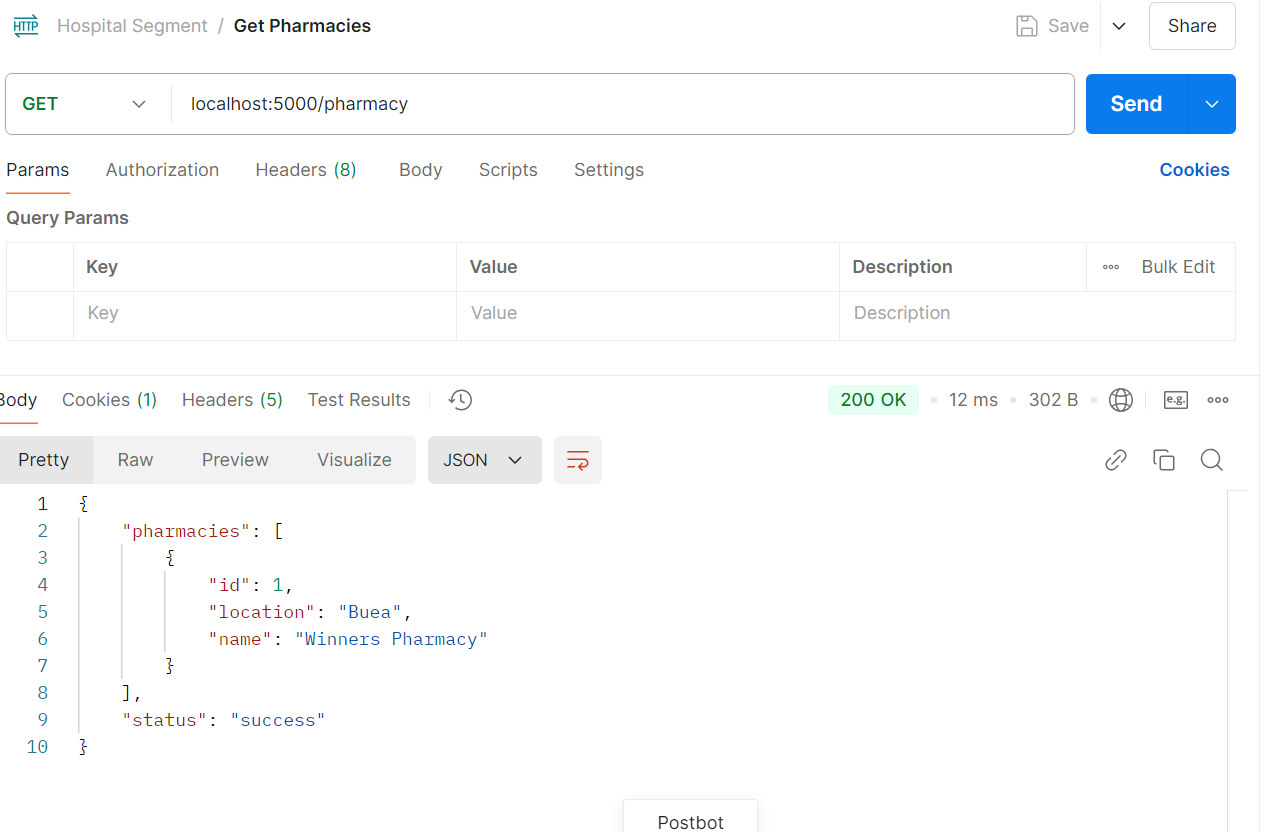 HTTP Hospital Segment / Get Pharmacies Save Share
GET localhost:5000/pharmacy Send
Params Authorization Headers (8) Body Scripts Settings Cookies
Query Params
Key Value Description ooo Bulk Edit
Key Value Description
Body Cookies (1) Headers (5) Test Results 200 OK • 12 ms • 302 B • e.g. ooo
Pretty Raw Preview Visualize JSON
1 {
2 "pharmacies": [
3 {
4 "id": 1,
5 "location": "Buea",
6 "name": "Winners Pharmacy"
7 }
8 ],
9 "status": "success"
10 }
Postbot